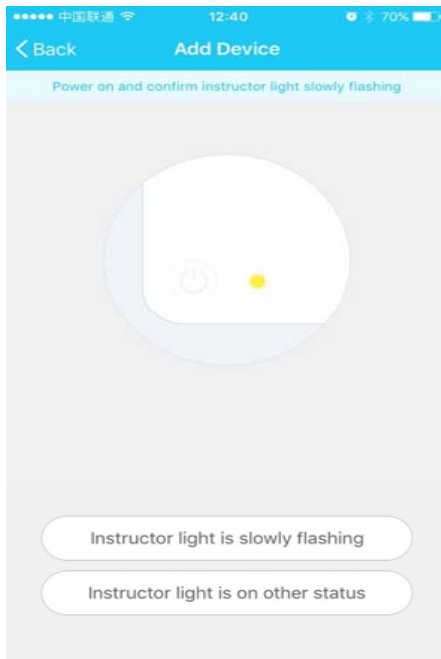 中国联通 12:40 70%
Back Add Device
Power on and confirm instructor light slowly flashing
Instructor light is slowly flashing
Instructor light is on other status